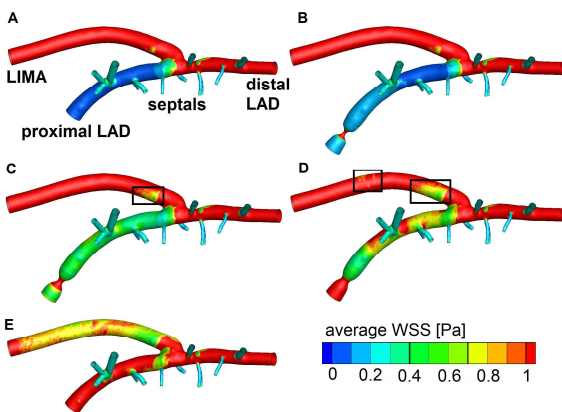 A
B
LIMA
septals
distal
LAD
proximal LAD
C
D
E
average WSS [Pa]
0 0.2 0.4 0.6 0.8 1